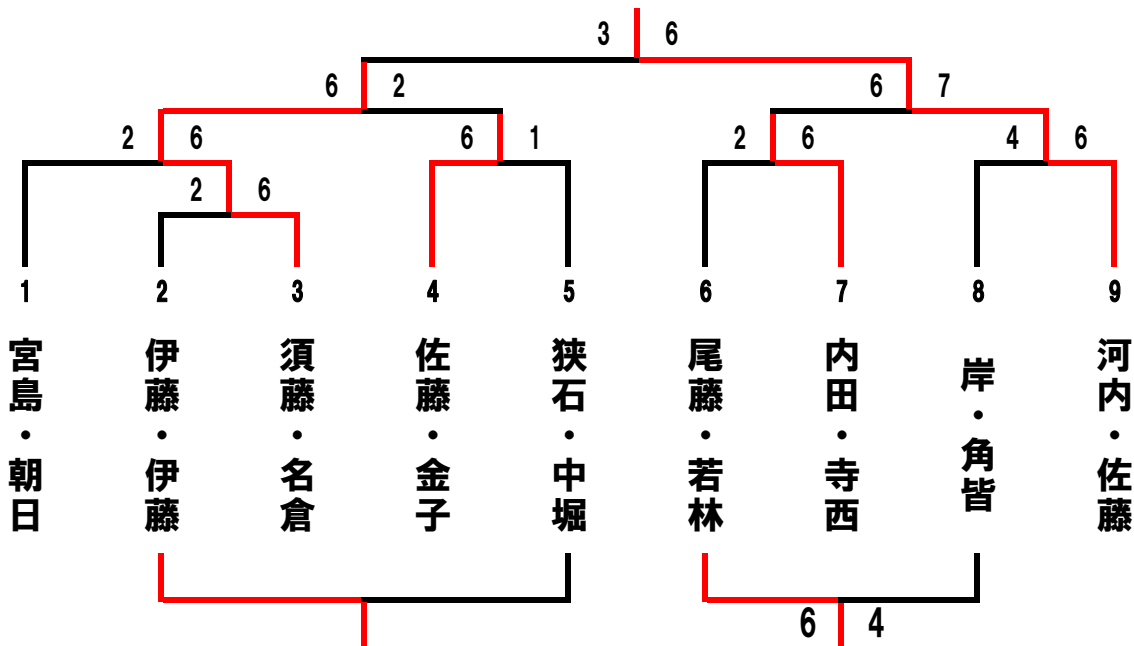 3 6
6 2 6 7
2 6 6 1 2 6 4 6
2 6
1 2 3 4 5 6 7 8 9
宮島・朝日
伊藤・伊藤
須藤・名倉
佐藤・金子
狭石・中堀
尾藤・若林
内田・寺西
岸・角皆
河内・佐藤
6 4